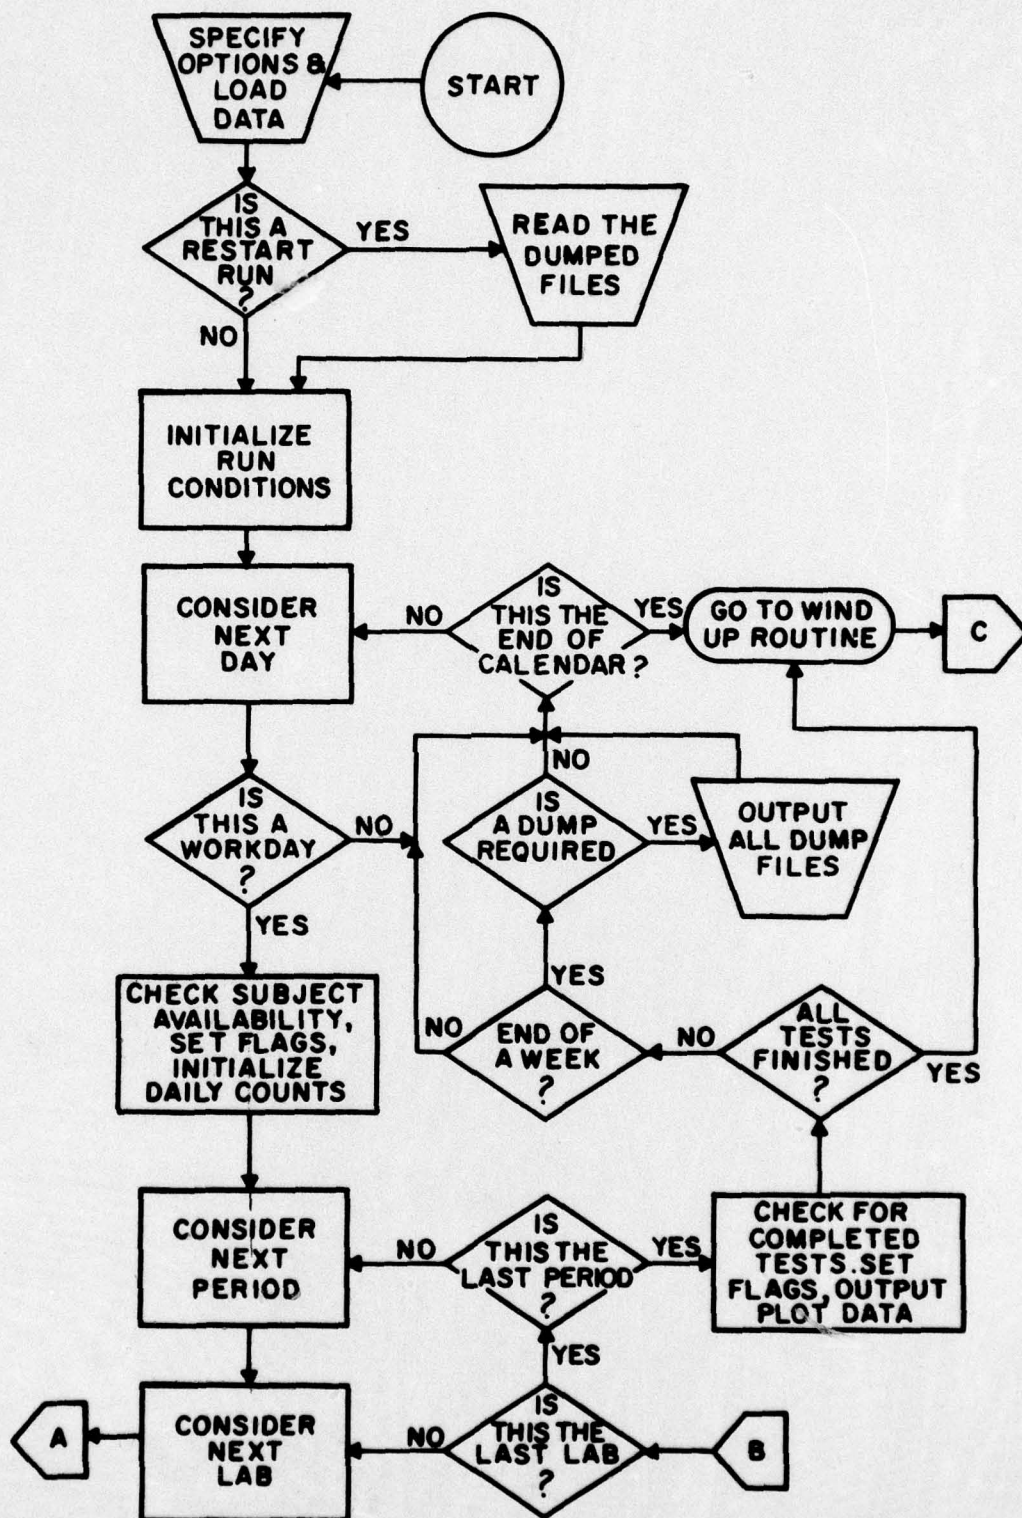 SPECIFY
OPTIONS &
LOAD
DATA
START
IS
THIS A
RESTART
RUN
?
YES
NO
READ THE
DUMPED
FILES
INITIALIZE
RUN
CONDITIONS
CONSIDER
NEXT
DAY
NO
IS
THIS THE
END OF
CALENDAR?
YES
GO TO WIND
UP ROUTINE
C
IS
THIS A
WORKDAY
?
NO
YES
NO
IS
A DUMP
REQUIRED
YES
OUTPUT
ALL DUMP
FILES
CHECK SUBJECT
AVAILABILITY,
SET FLAGS,
INITIALIZE
DAILY COUNTS
YES
NO
END OF
A WEEK
?
NO
ALL
TESTS
FINISHED
?
YES
CONSIDER
NEXT
PERIOD
NO
IS
THIS THE
LAST PERIOD
?
YES
CHECK FOR
COMPLETED
TESTS.SET
FLAGS,OUTPUT
PLOT DATA
YES
A
CONSIDER
NEXT
LAB
NO
IS
THIS THE
LAST LAB
?
B